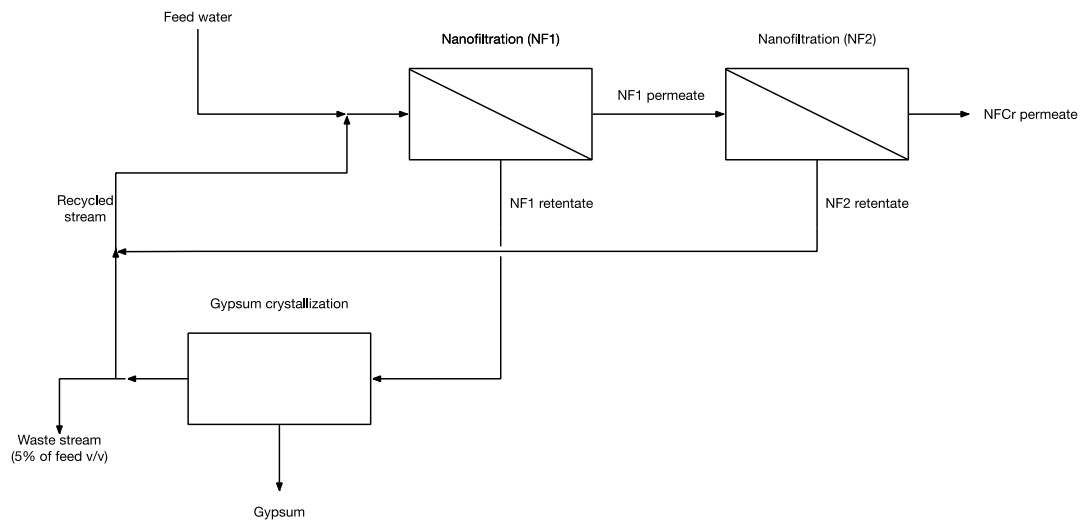 Feed water
Nanofiltration (NF1)
Nanofiltration (NF2)
NF1 permeate
NFCr permeate
Recycled
stream
NF1 retentate
NF2 retentate
Gypsum crystallization
Waste stream
(5% of feed v/v)
Gypsum